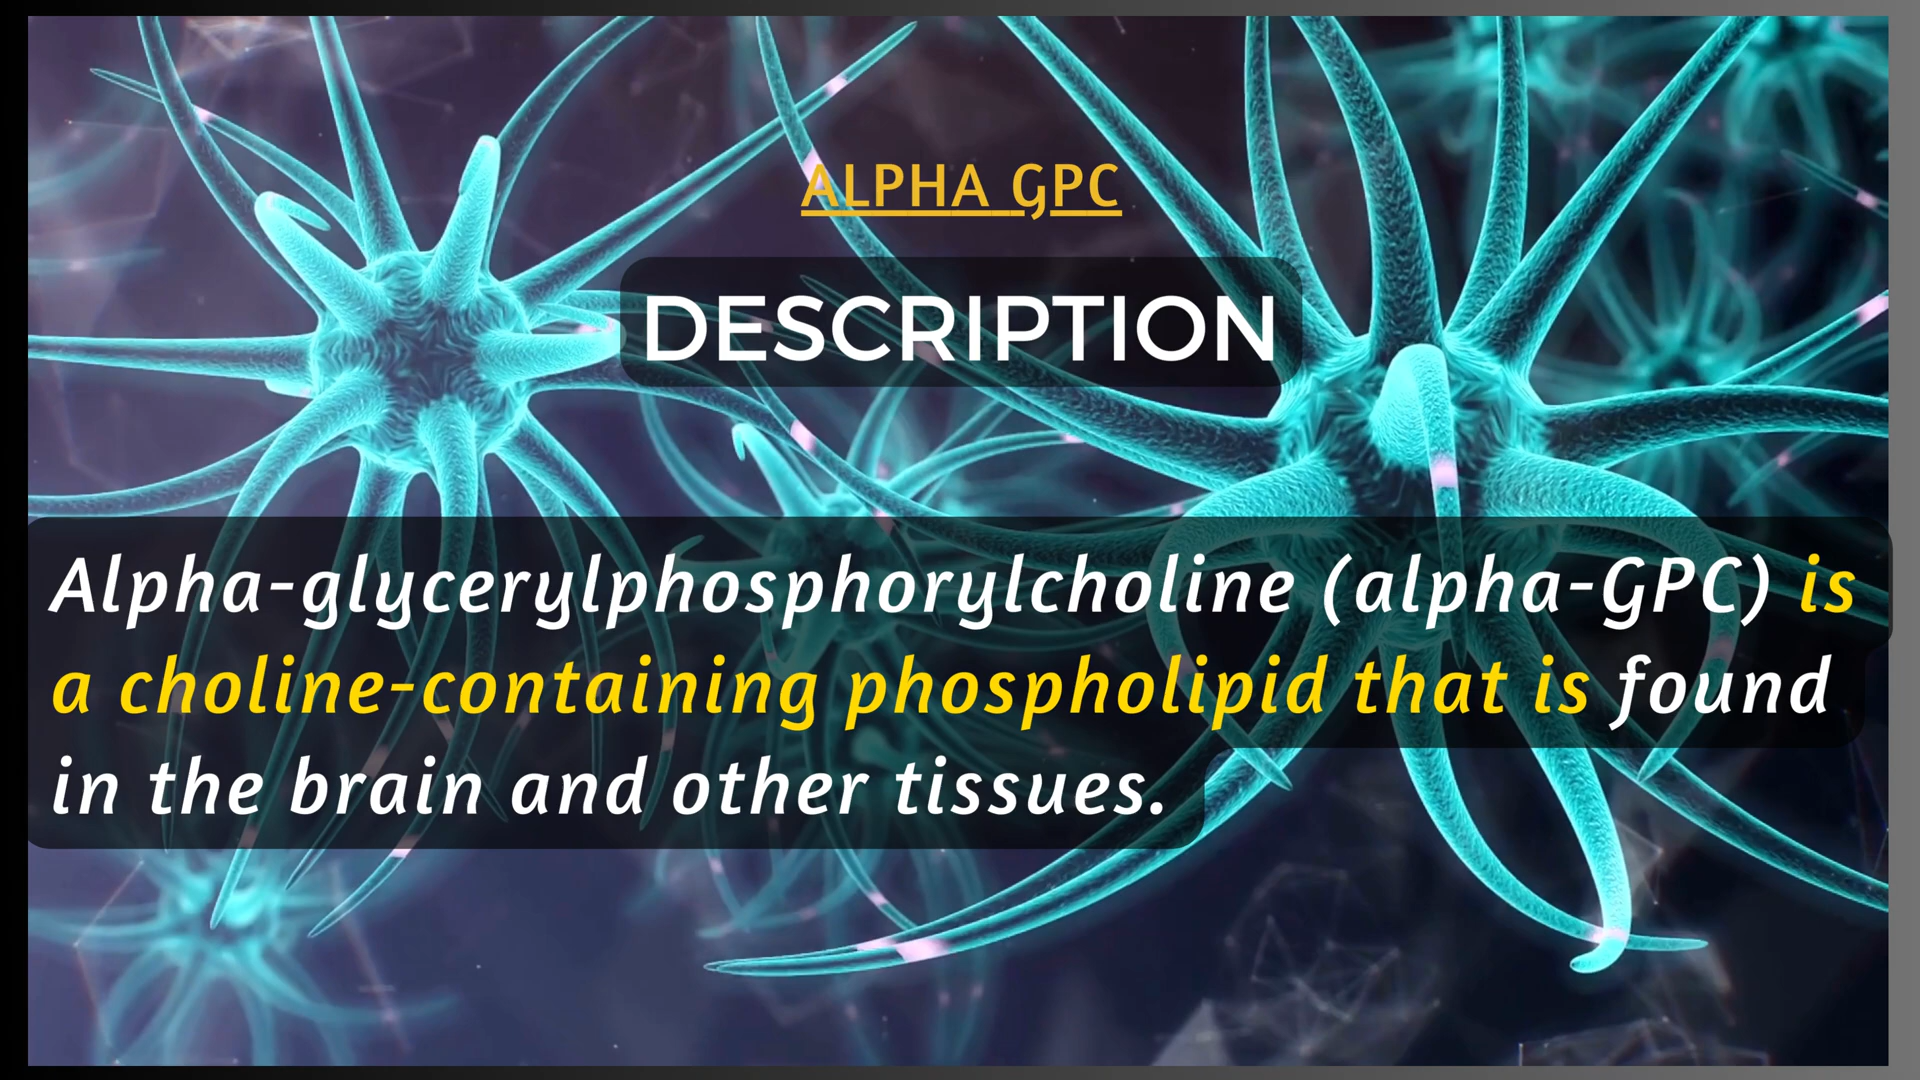 ALPHA GPC
DESCRIPTION
Alpha-glycerylphosphorylcholine (alpha-GPC) is
a choline-containing phospholipid that is found
in the brain and other tissues.